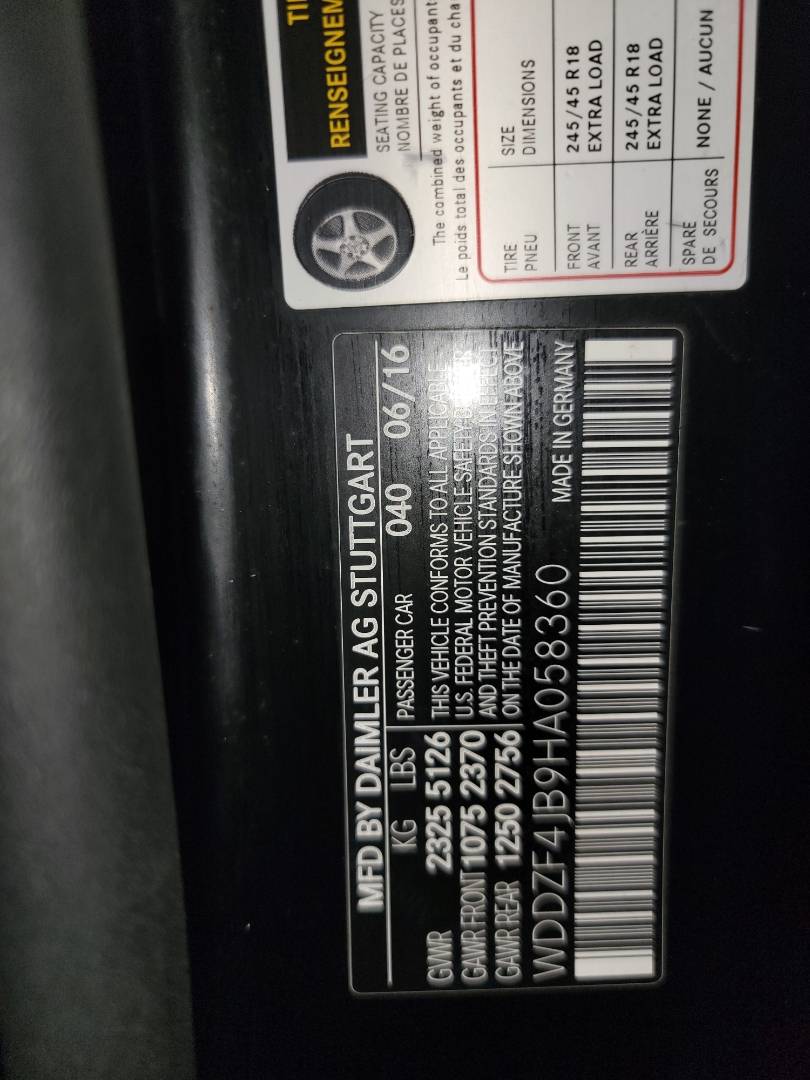 TI
RENSEIGNEM
SEATING CAPACITY
NOMBRE DE PLACES
The combined weight of occupant
Le poids total des occupants et du cha
TIRE SIZE
PNEU DIMENSIONS
FRONT 245/45 R18
AVANT EXTRA LOAD
REAR 245/45 R18
ARRIÈRE EXTRA LOAD
SPARE NONE / AUCUN
DE SECOURS
MFD BY DAIMLER AG STUTTGART
KG LBS PASSENGER CAR 040 06/16
GVWR 2325 5126 THIS VEHICLE CONFORMS TO ALL APPLICABLE
GAWR FRONT 1075 2370 U.S. FEDERAL MOTOR VEHICLE SAFETY
GAWR REAR 1250 2756 AND THEFT PREVENTION STANDARDS IN EFFECT
ON THE DATE OF MANUFACTURE SHOWN ABOVE
WDDZF4JB9HA058360 MADE IN GERMANY